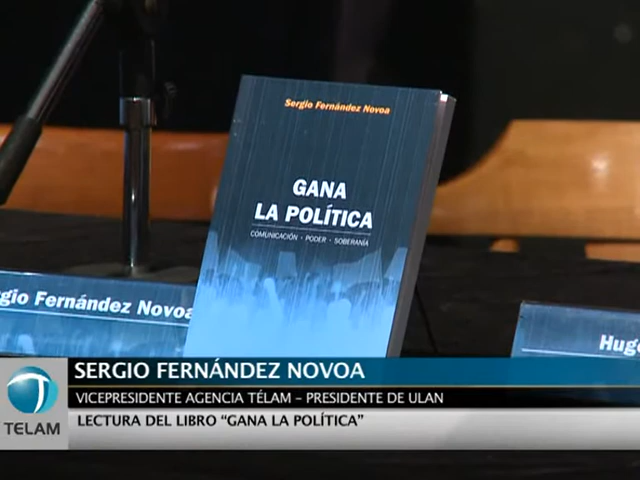 Sergio Fernández Novoa
GANA
LA POLÍTICA
COMUNICACIÓN · PODER · SOBERANÍA
gio Fernández Novoa
Hugo
SERGIO FERNÁNDEZ NOVOA
VICEPRESIDENTE AGENCIA TÉLAM – PRESIDENTE DE ULAN
LECTURA DEL LIBRO “GANA LA POLÍTICA”
TELAM